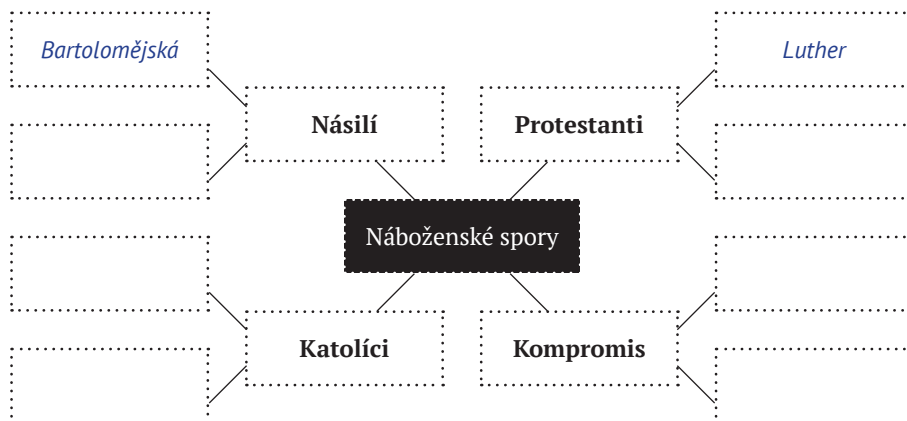 Bartolomějská
Luther
Násilí
Protestanti
Náboženské spory
Katolíci
Kompromis